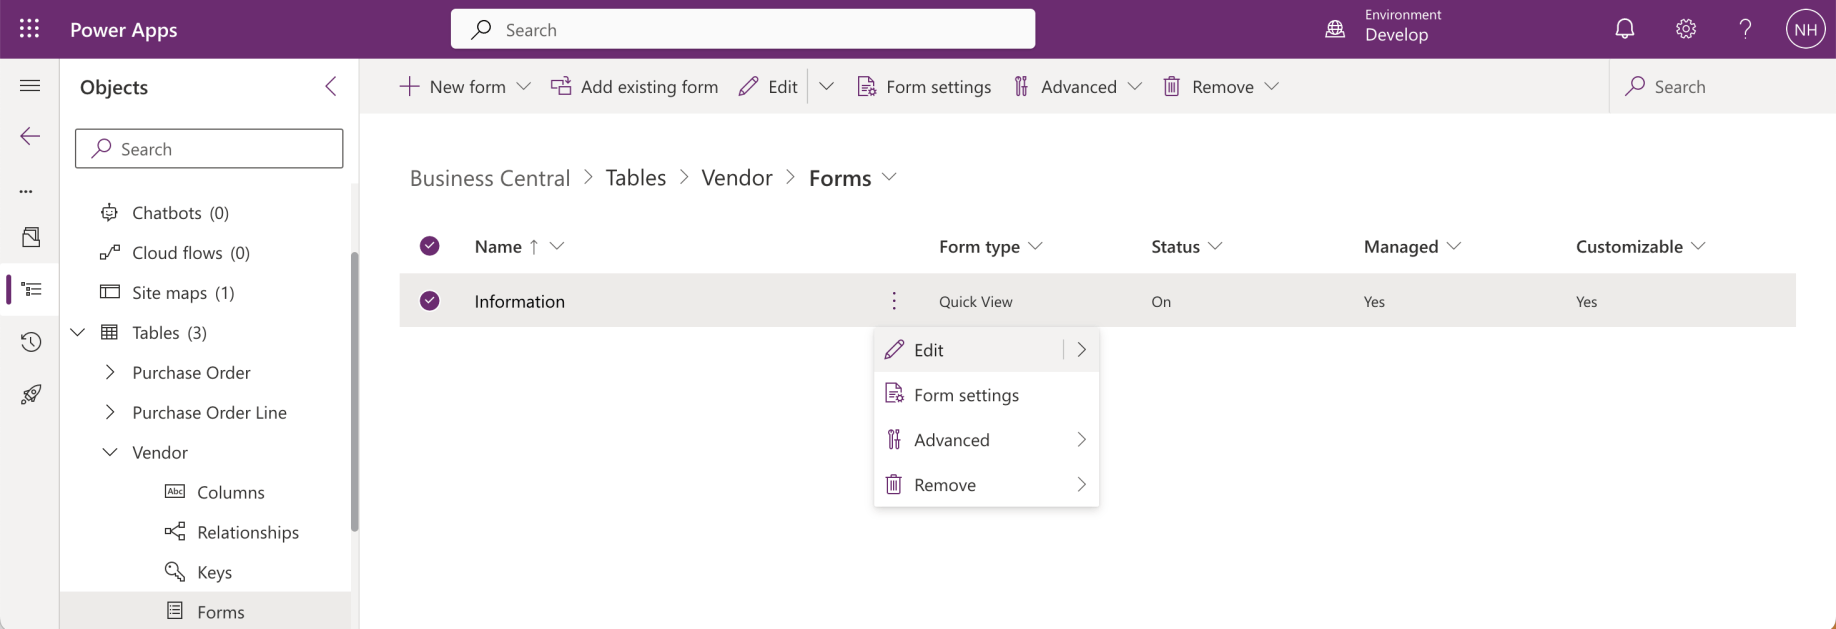 Power Apps
Search
Environment
Develop
NH
Objects
Search
Chatbots (0)
Cloud flows (0)
Site maps (1)
Tables (3)
Purchase Order
Purchase Order Line
Vendor
Abc Columns
Relationships
Keys
Forms
New form Add existing form Edit Form settings Advanced Remove Search
Business Central > Tables > Vendor > Forms
Name ↑ Form type Status Managed Customizable
Information Quick View On Yes Yes
Edit
Form settings
Advanced
Remove